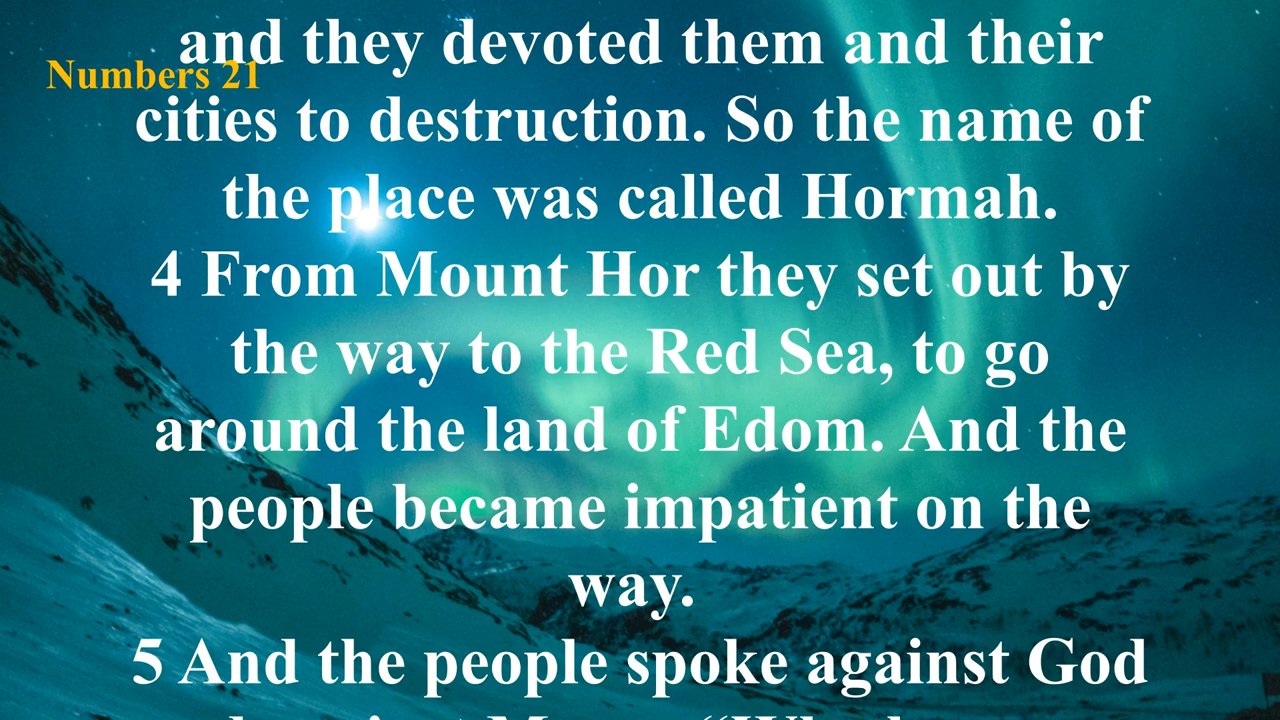 and they devoted them and their
Numbers 21
cities to destruction. So the name of
the place was called Hormah.
4 From Mount Hor they set out by
the way to the Red Sea, to go
around the land of Edom. And the
people became impatient on the
way.
5 And the people spoke against God